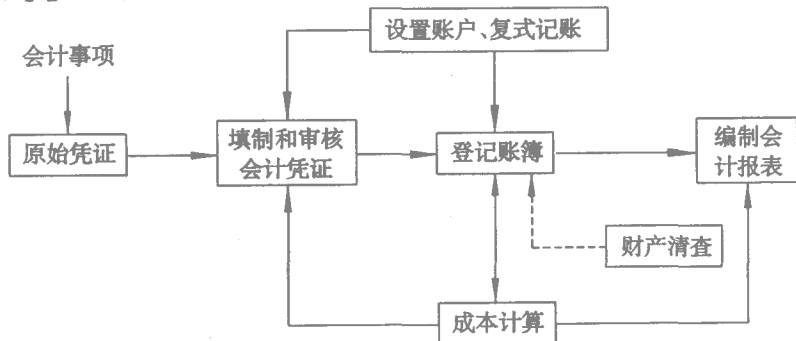 设置账户、复式记账
会计事项
原始凭证
填制和审核
会计凭证
登记账簿
编制会
计报表
财产清查
成本计算